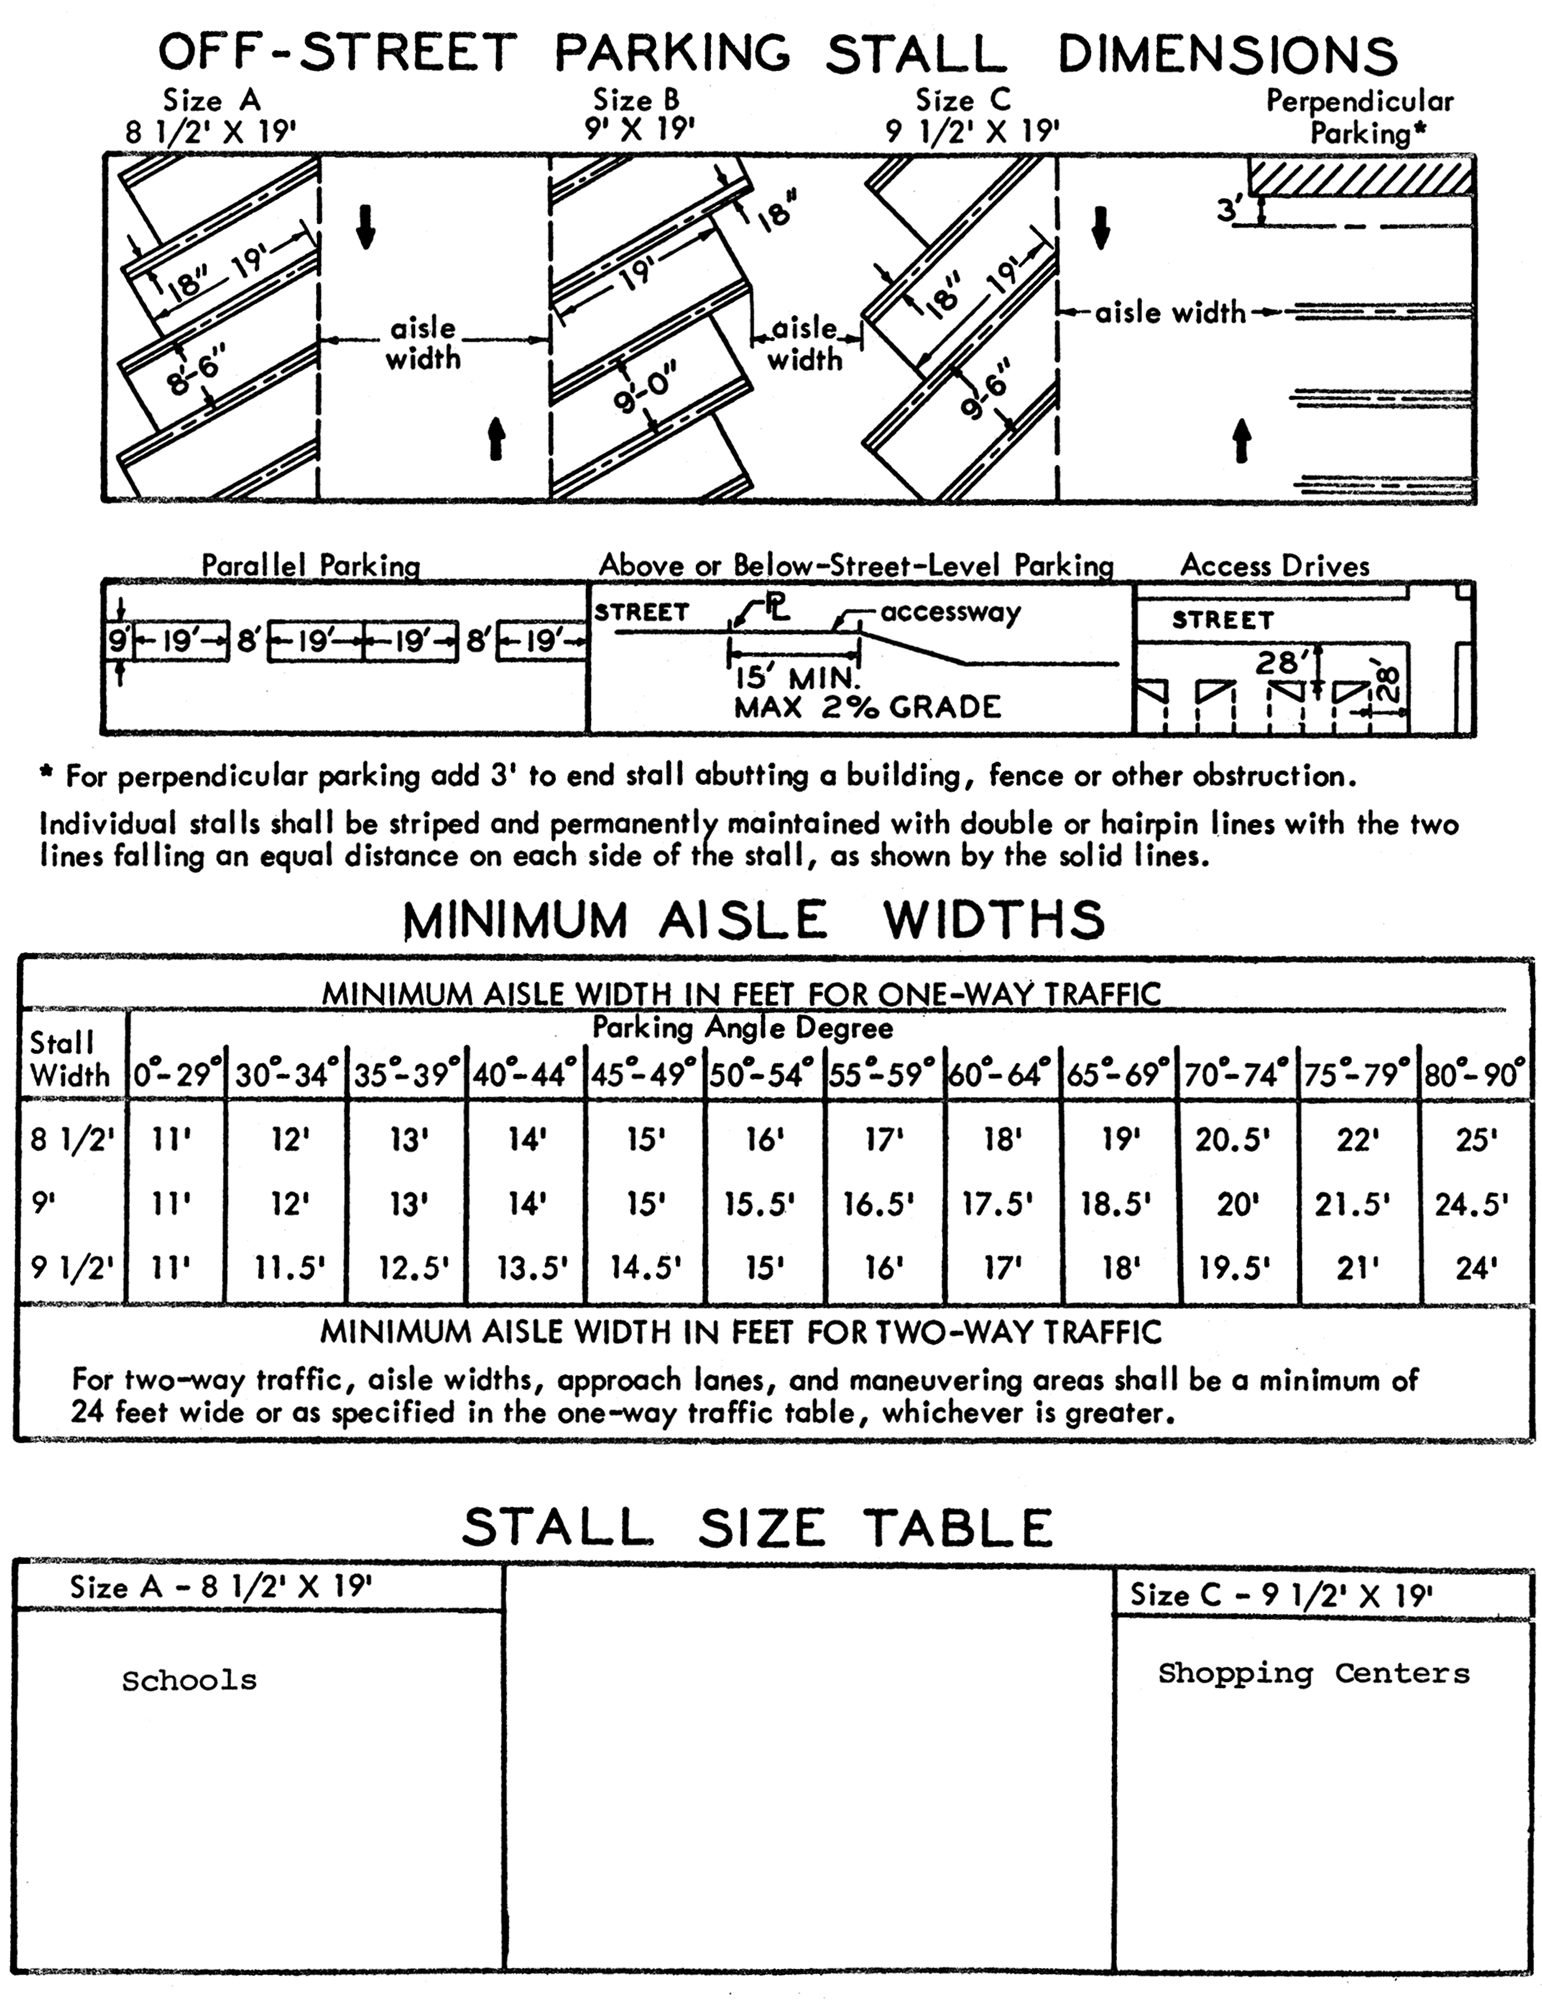 OFF-STREET PARKING STALL DIMENSIONS
Size A
8 1/2' X 19'
Size B
9' X 19'
Size C
9 1/2' X 19'
Perpendicular
Parking*
18"
19'
8'-6"
aisle
width
18"
19'
9'-0"
aisle
width
18"
19'
9'-6"
aisle width
3'
Parallel Parking
9'
19'
8'
19'
19'
8'
19'
Above or Below-Street-Level Parking
STREET
PL
accessway
15' MIN.
MAX 2% GRADE
Access Drives
STREET
28'
28'
* For perpendicular parking add 3' to end stall abutting a building, fence or other obstruction.
Individual stalls shall be striped and permanently maintained with double or hairpin lines with the two
lines falling an equal distance on each side of the stall, as shown by the solid lines.
MINIMUM AISLE WIDTHS
MINIMUM AISLE WIDTH IN FEET FOR ONE-WAY TRAFFIC
Parking Angle Degree
Stall
Width 0°-29° 30°-34° 35°-39° 40°-44° 45°-49° 50°-54° 55°-59° 60°-64° 65°-69° 70°-74° 75°-79° 80°-90°
8 1/2' 11' 12' 13' 14' 15' 16' 17' 18' 19' 20.5' 22' 25'
9' 11' 12' 13' 14' 15' 15.5' 16.5' 17.5' 18.5' 20' 21.5' 24.5'
9 1/2' 11' 11.5' 12.5' 13.5' 14.5' 15' 16' 17' 18' 19.5' 21' 24'
MINIMUM AISLE WIDTH IN FEET FOR TWO-WAY TRAFFIC
For two-way traffic, aisle widths, approach lanes, and maneuvering areas shall be a minimum of
24 feet wide or as specified in the one-way traffic table, whichever is greater.
STALL SIZE TABLE
Size A - 8 1/2' X 19'
Schools
Size C - 9 1/2' X 19'
Shopping Centers